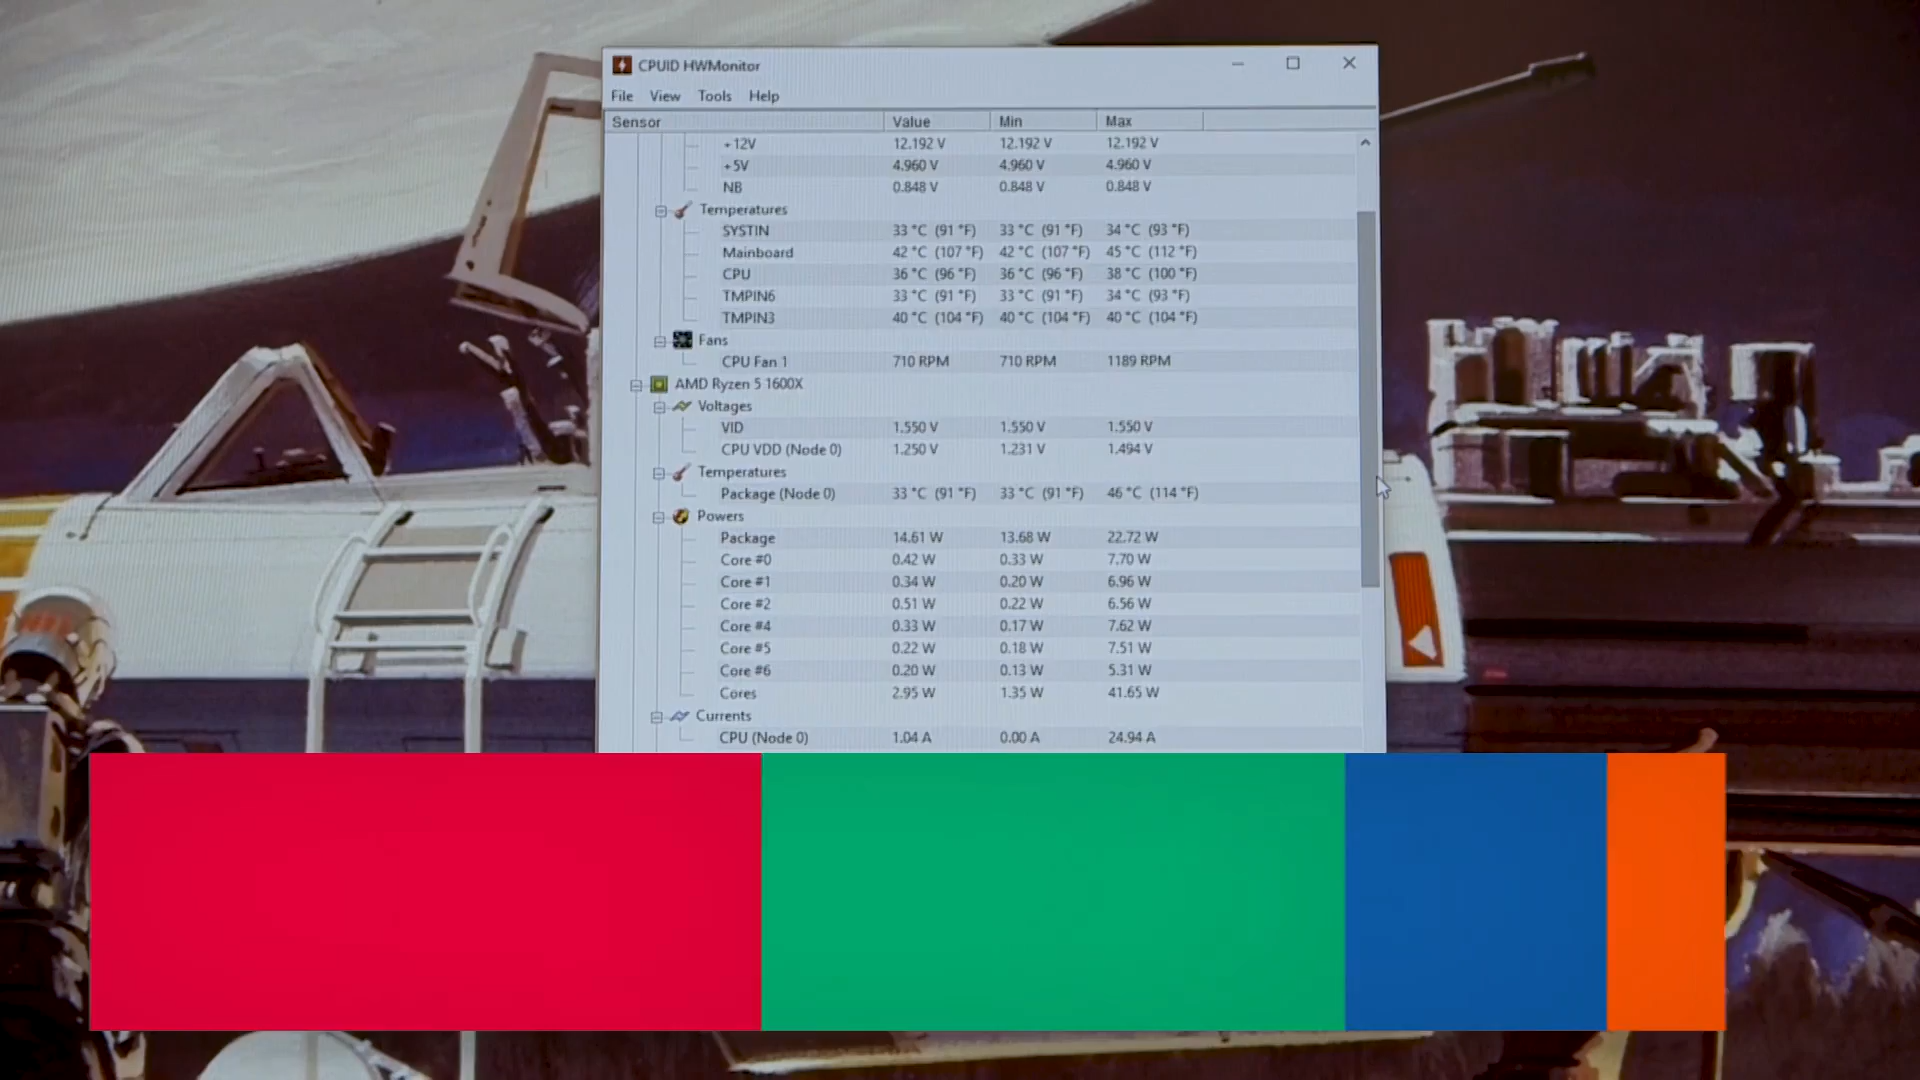 CPUID HWMonitor
File View Tools Help
Sensor Value Min Max
+12V 12.192 V 12.192 V 12.192 V
+5V 4.960 V 4.960 V 4.960 V
NB 0.848 V 0.848 V 0.848 V
Temperatures
SYSTIN 33 °C (91 °F) 33 °C (91 °F) 34 °C (93 °F)
Mainboard 42 °C (107 °F) 42 °C (107 °F) 45 °C (112 °F)
CPU 36 °C (96 °F) 36 °C (96 °F) 38 °C (100 °F)
TMPIN6 33 °C (91 °F) 33 °C (91 °F) 34 °C (93 °F)
TMPIN3 40 °C (104 °F) 40 °C (104 °F) 40 °C (104 °F)
Fans
CPU Fan 1 710 RPM 710 RPM 1189 RPM
AMD Ryzen 5 1600X
Voltages
VID 1.550 V 1.550 V 1.550 V
CPU VDD (Node 0) 1.250 V 1.231 V 1.494 V
Temperatures
Package (Node 0) 33 °C (91 °F) 33 °C (91 °F) 46 °C (114 °F)
Powers
Package 14.61 W 13.68 W 22.72 W
Core #0 0.42 W 0.33 W 7.70 W
Core #1 0.34 W 0.20 W 6.96 W
Core #2 0.51 W 0.22 W 6.56 W
Core #4 0.33 W 0.17 W 7.62 W
Core #5 0.22 W 0.18 W 7.51 W
Core #6 0.20 W 0.13 W 5.31 W
Cores 2.95 W 1.35 W 41.65 W
Currents
CPU (Node 0) 1.04 A 0.00 A 24.94 A